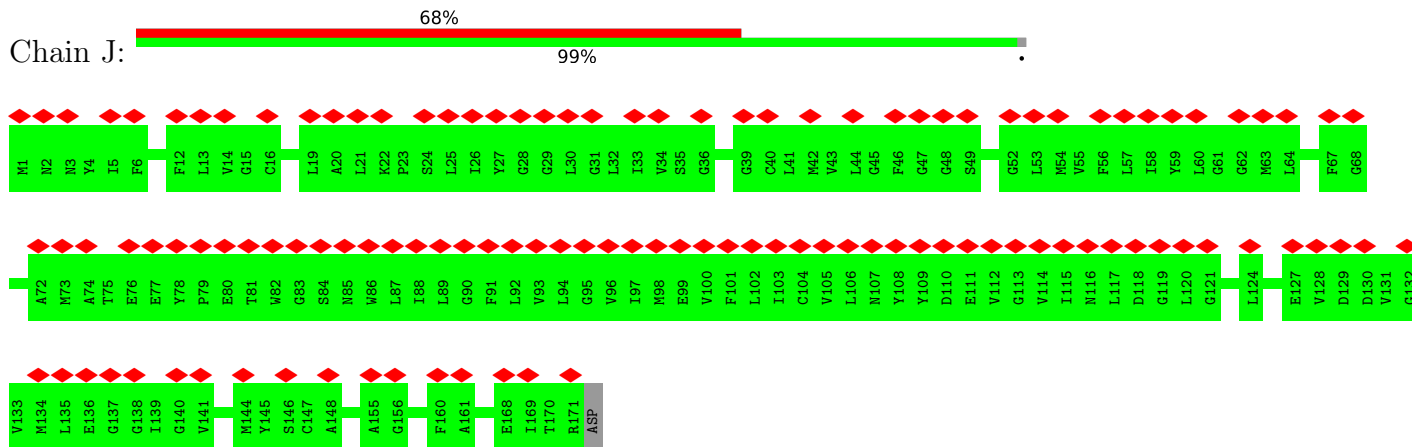 68%
Chain J:
99%
M1 N2 N3 Y4 I5 F6 F12 L13 V14 G15 C16 L19 A20 L21 K22 P23 S24 L25 I26 Y27 G28 G29 L30 G31 L32 I33 V34 S35 G36 G39 C40 L41 M42 V43 L44 G45 F46 G47 G48 S49 G52 L53 M54 V55 F56 L57 I58 Y59 L60 G61 G62 M63 L64 F67 G68
A72 M73 A74 T75 E76 E77 Y78 P79 E80 T81 W82 G83 S84 N85 W86 L87 I88 L89 G90 F91 L92 V93 L94 G95 V96 I97 M98 E99 V100 F101 L102 I103 C104 V105 L106 N107 Y108 Y109 D110 E111 V112 G113 V114 I115 N116 L117 D118 G119 L120 G121 L124 E127 V128 D129 D130 V131 G132
V133 M134 L135 E136 G137 G138 I139 G140 V141 M144 Y145 S146 C147 A148 A155 G156 F160 A161 E168 I169 T170 R171 ASP